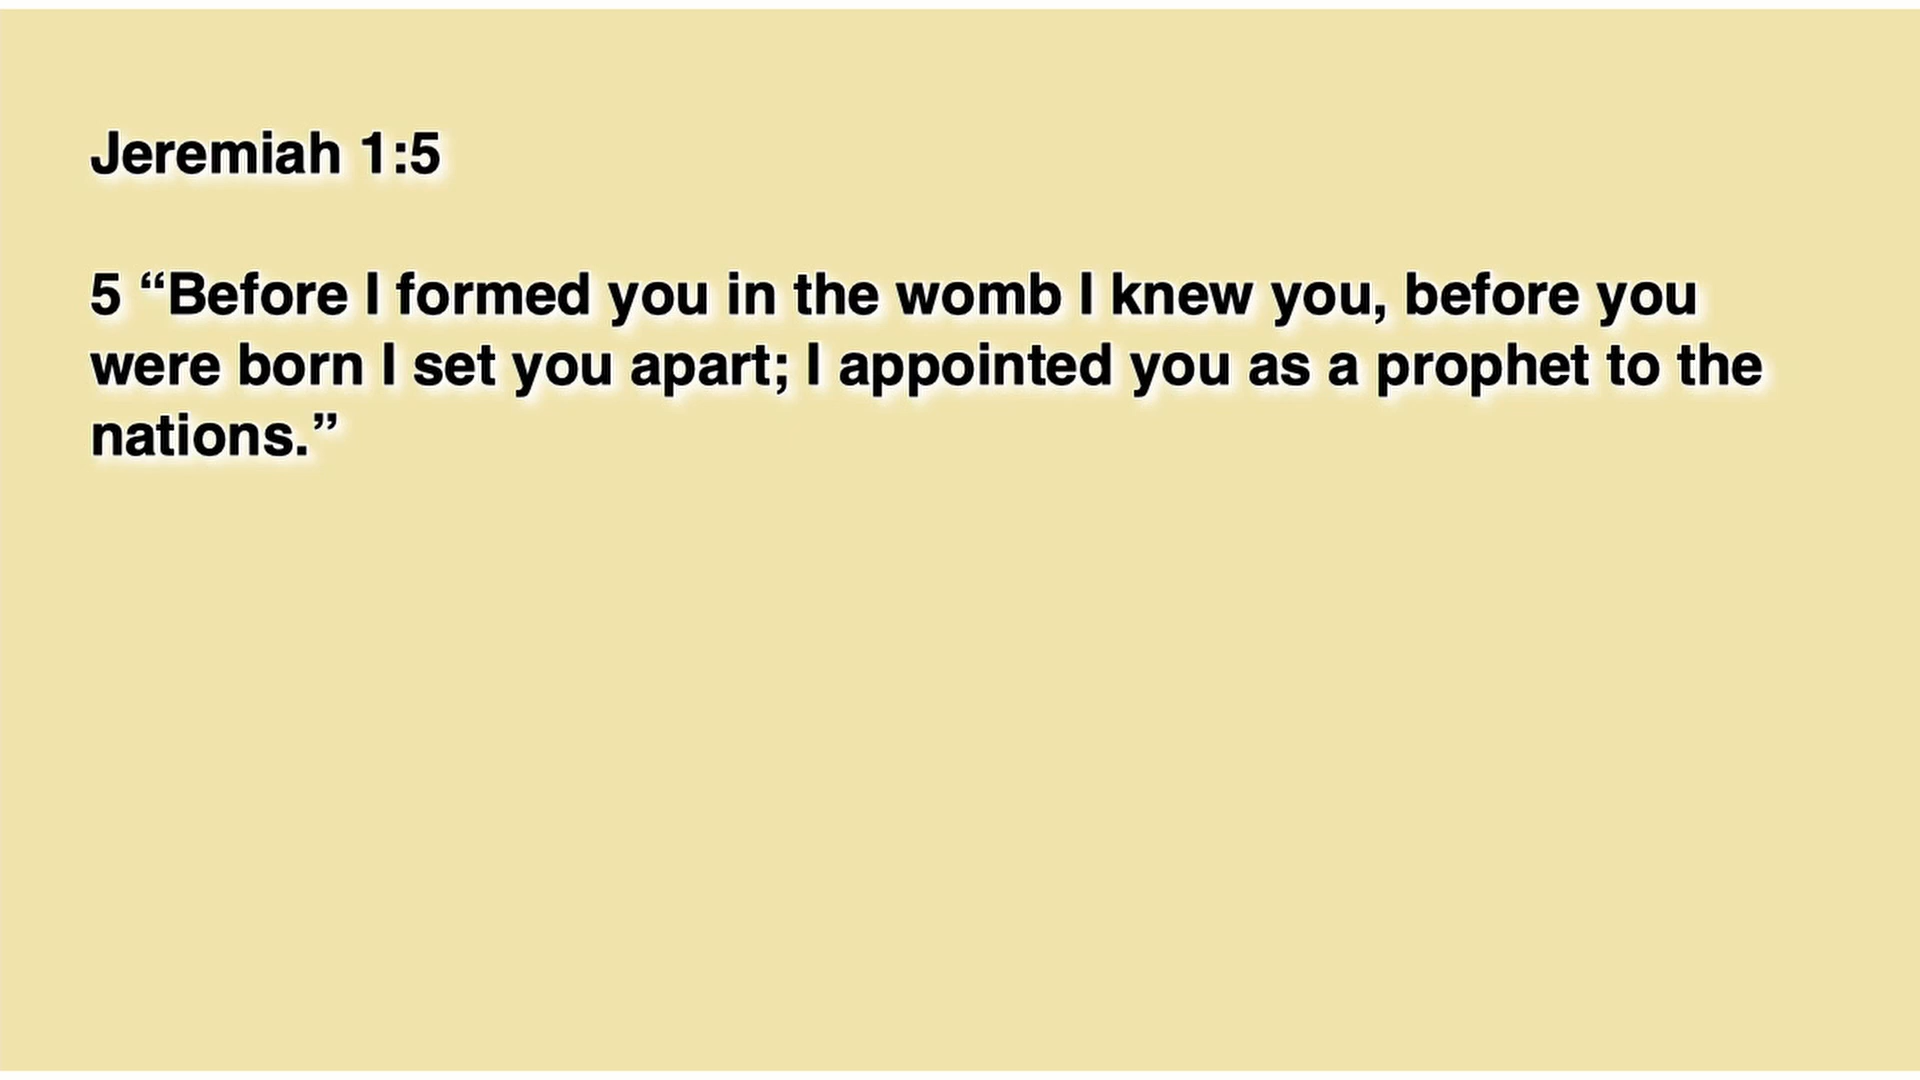 Jeremiah 1:5
5 “Before I formed you in the womb I knew you, before you
were born I set you apart; I appointed you as a prophet to the
nations.”